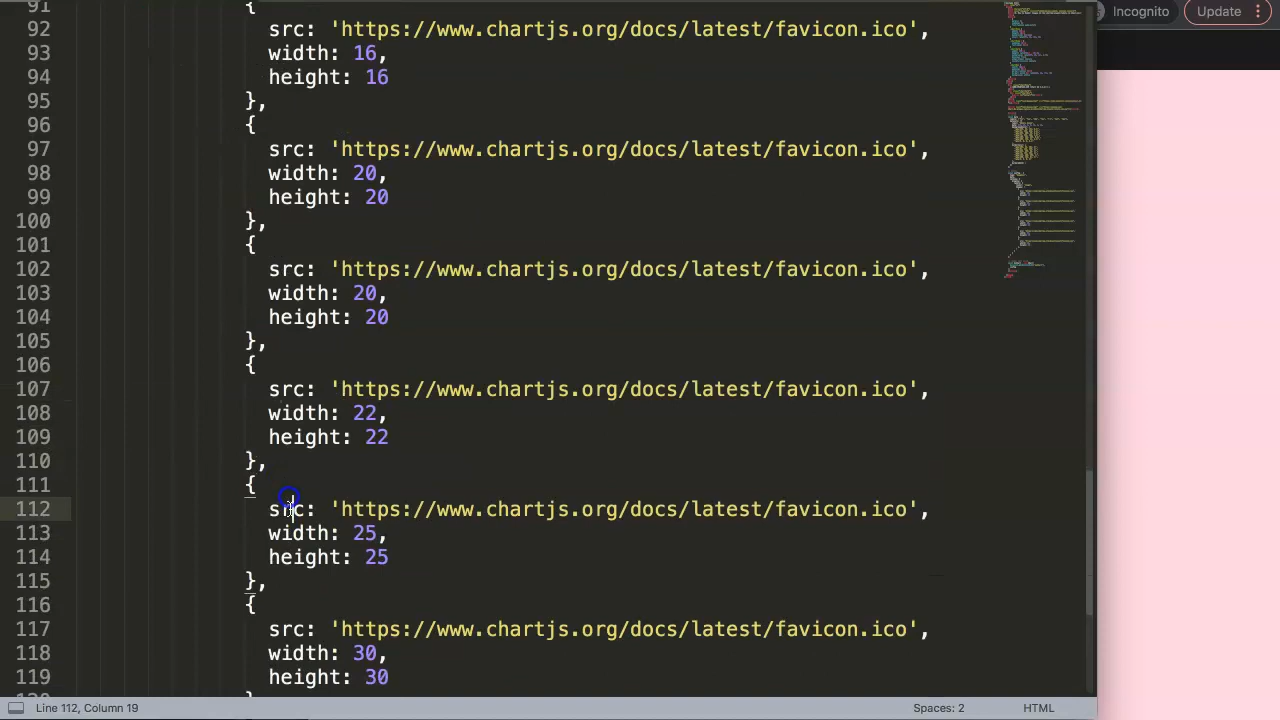 91 {
92 src: 'https://www.chartjs.org/docs/latest/favicon.ico',
93 width: 16,
94 height: 16
95 },
96 {
97 src: 'https://www.chartjs.org/docs/latest/favicon.ico',
98 width: 20,
99 height: 20
100 },
101 {
102 src: 'https://www.chartjs.org/docs/latest/favicon.ico',
103 width: 20,
104 height: 20
105 },
106 {
107 src: 'https://www.chartjs.org/docs/latest/favicon.ico',
108 width: 22,
109 height: 22
110 },
111 {
112 src: 'https://www.chartjs.org/docs/latest/favicon.ico',
113 width: 25,
114 height: 25
115 },
116 {
117 src: 'https://www.chartjs.org/docs/latest/favicon.ico',
118 width: 30,
119 height: 30
Incognito
Update
Line 112, Column 19
Spaces: 2
HTML